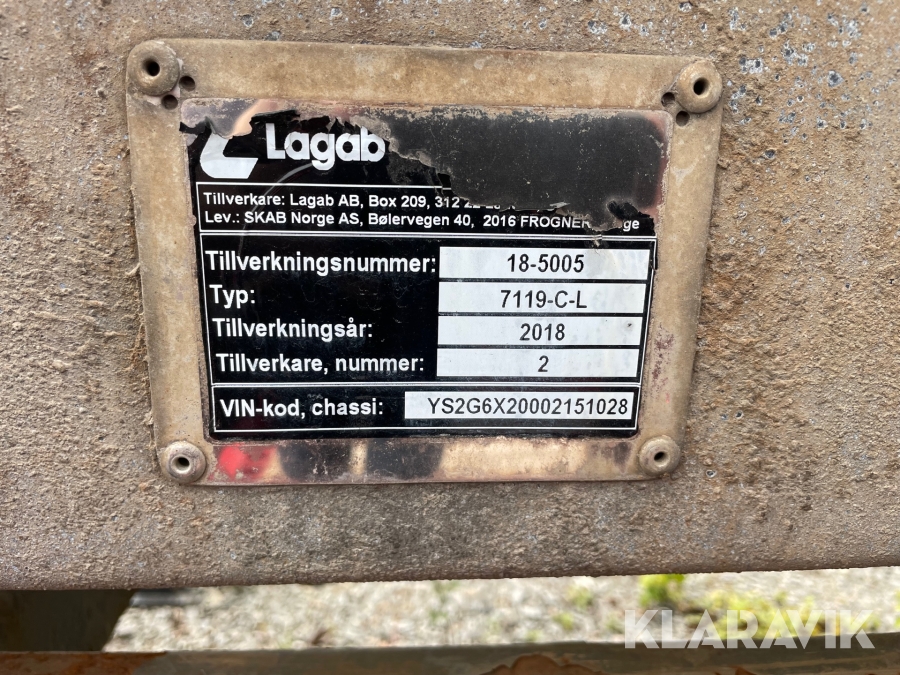 Lagab
Tillverkare: Lagab AB, Box 209, 312
Lev.: SKAB Norge AS, Bølervegen 40, 2016 FROGNER
Tillverkningsnummer: 18-5005
Typ: 7119-C-L
Tillverkningsår: 2018
Tillverkare, nummer: 2
VIN-kod, chassi: YS2G6X20002151028
KLARAVIK